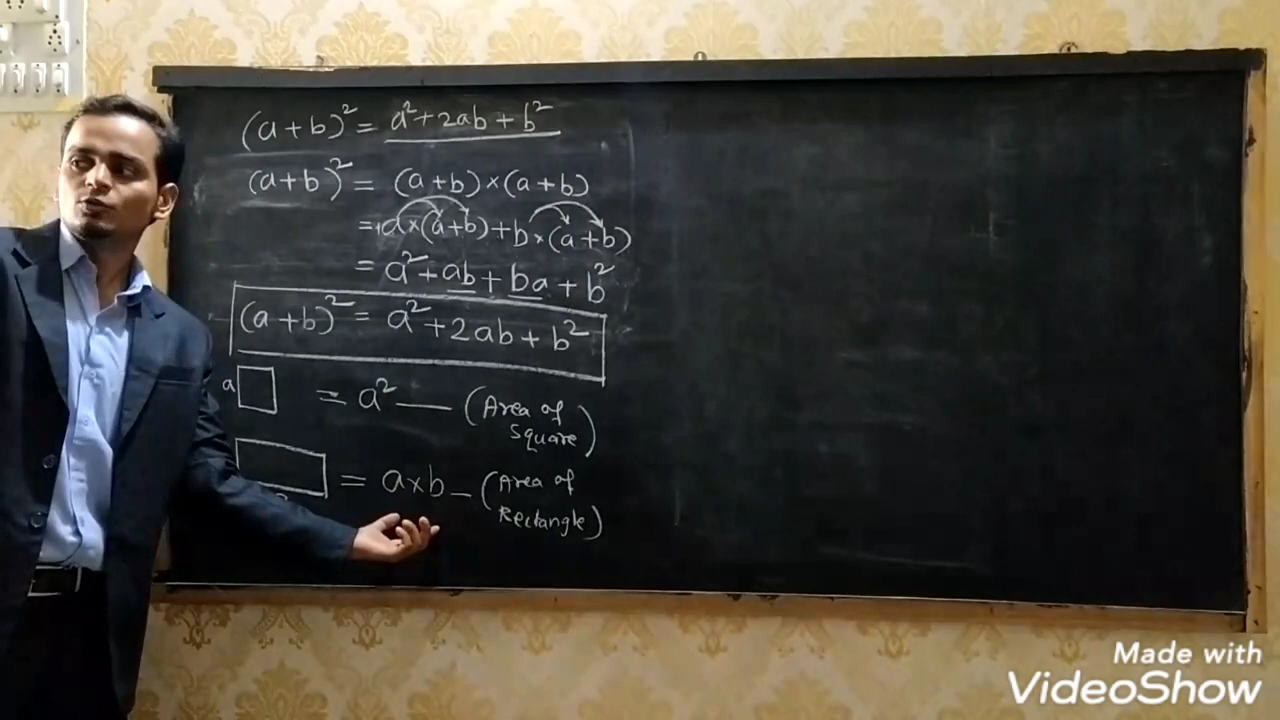 (a+b)² = a²+2ab+b²
(a+b)² = (a+b)×(a+b)
= a×(a+b)+b×(a+b)
= a²+ab+ba+b²
(a+b)² = a²+2ab+b²
a = a² — (Area of
Square)
= a×b – (Area of
Rectangle)
Made with
VideoShow